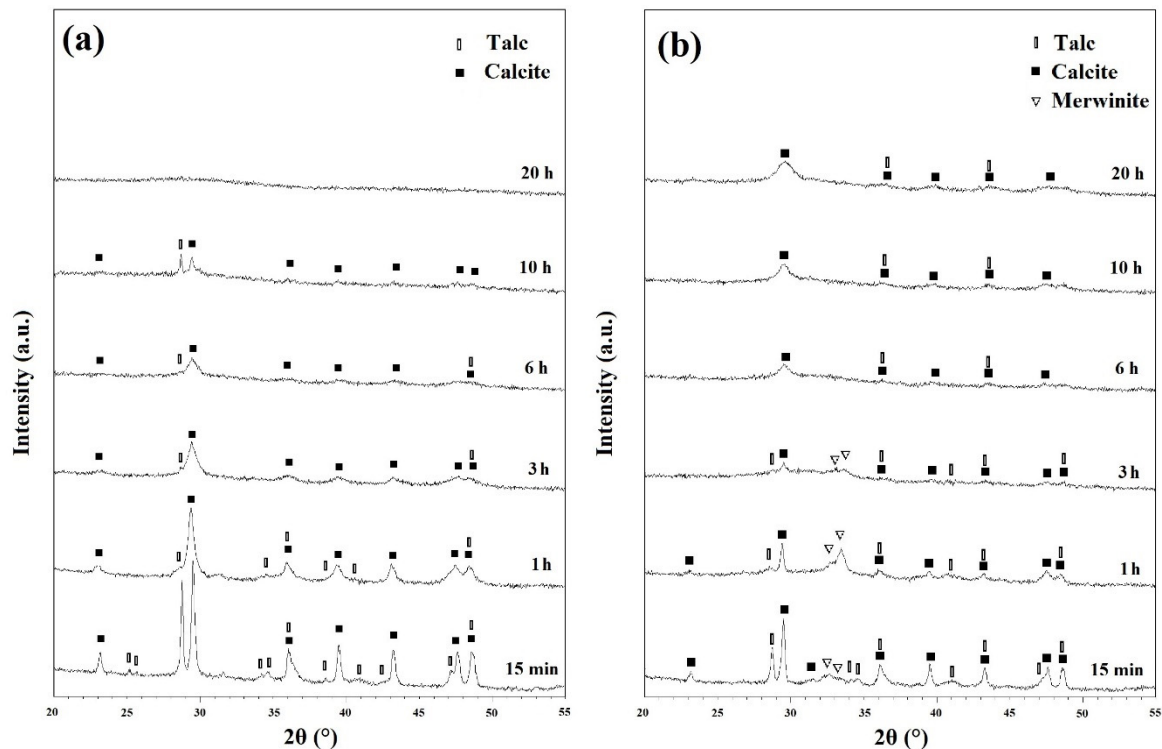 (a)
Talc
Calcite
20 h
10 h
6 h
3 h
1 h
15 min
Intensity (a.u.)
20 25 30 35 40 45 50 55
2θ (°)
(b)
Talc
Calcite
Merwinite
20 h
10 h
6 h
3 h
1 h
15 min
Intensity (a.u.)
20 25 30 35 40 45 50 55
2θ (°)